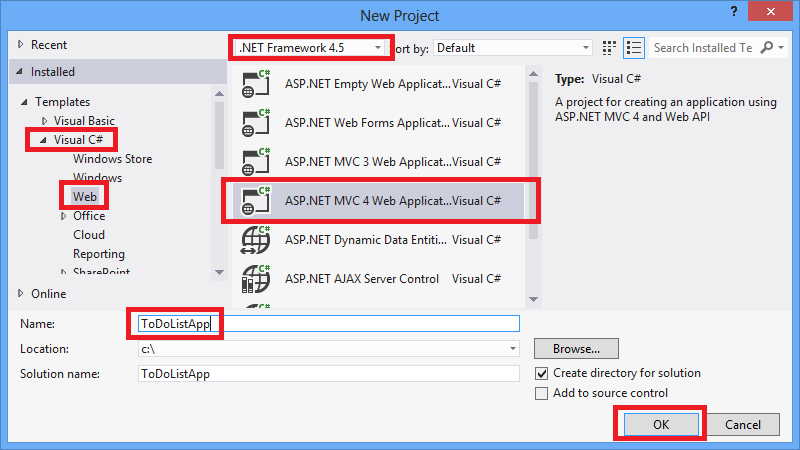 New Project
?
Recent
Installed
Templates
Visual Basic
Visual C#
Windows Store
Windows
Web
Office
Cloud
Reporting
SharePoint
Online
.NET Framework 4.5
ort by:
Default
Search Installed Te
C# ASP.NET Empty Web Applicat...Visual C#
C# ASP.NET Web Forms Applicat...Visual C#
C# ASP.NET MVC 3 Web Applicat...Visual C#
C# ASP.NET MVC 4 Web Applicat...Visual C#
C# ASP.NET Dynamic Data Entiti... Visual C#
C# ASP.NET AJAX Server Control Visual C#
C#
Type: Visual C#
A project for creating an application using
ASP.NET MVC 4 and Web API
Name: ToDoListApp
Location: c:\
Browse...
Solution name: ToDoListApp
Create directory for solution
Add to source control
OK
Cancel